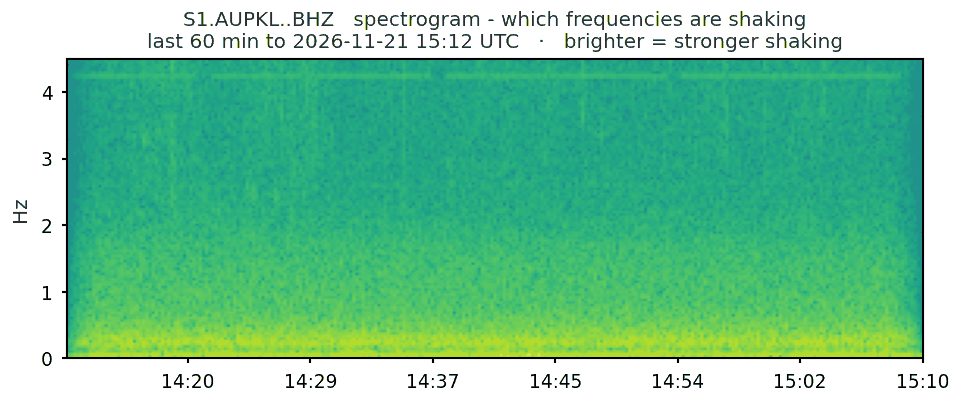 S1.AUPKL..BHZ   spectrogram - which frequencies are shaking
last 60 min to 2026-11-21 15:12 UTC   ·   brighter = stronger shaking
4
3
2
1
0
Hz
14:20 14:29 14:37 14:45 14:54 15:02 15:10